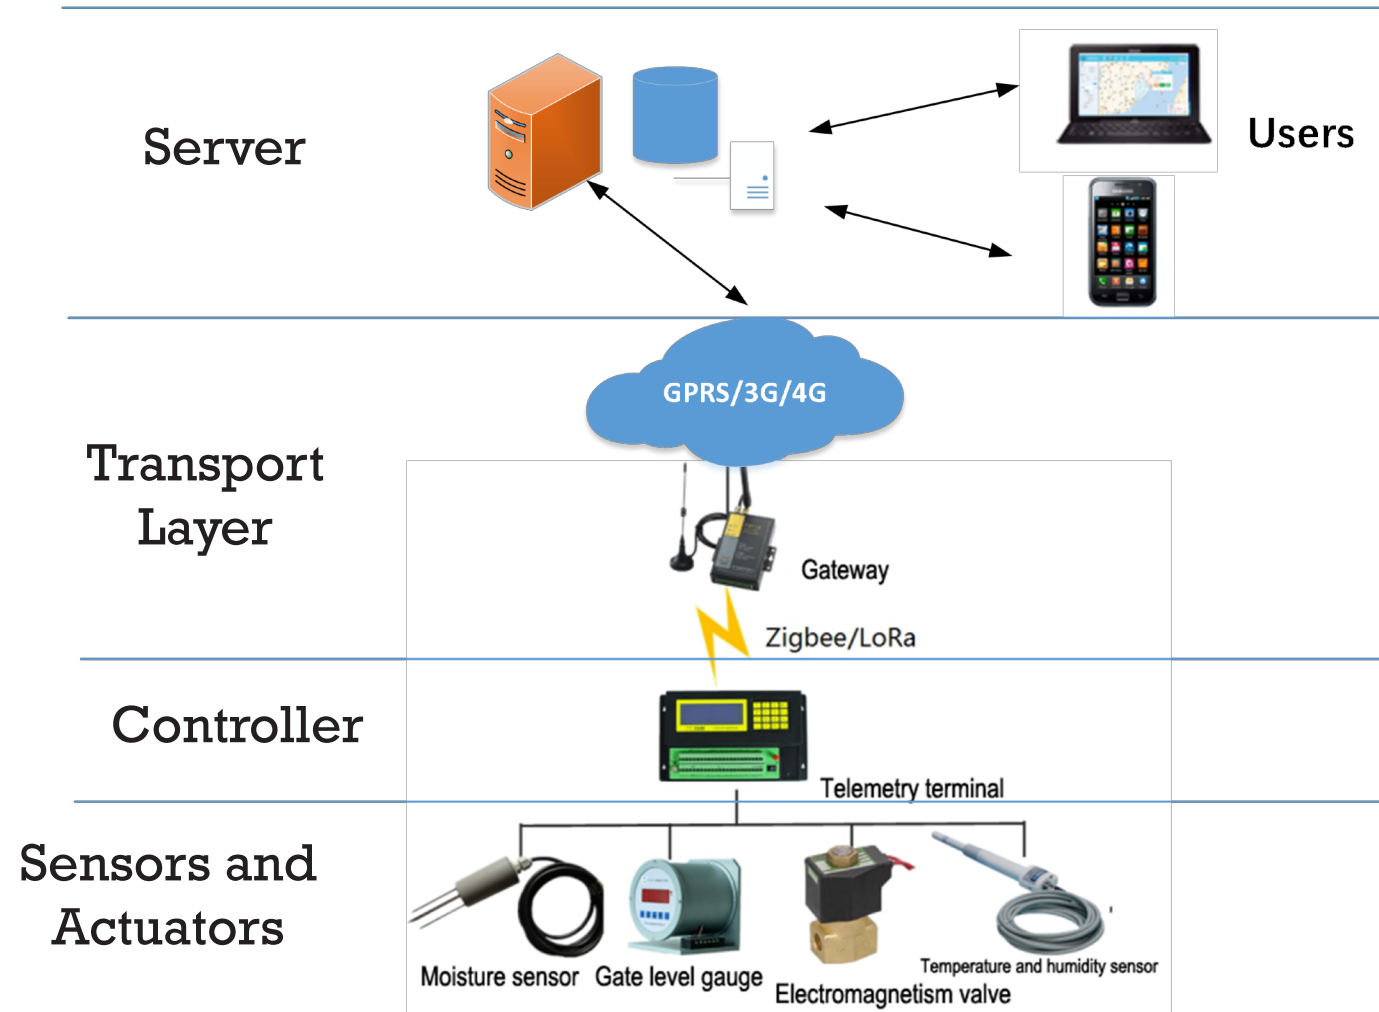 Server
Users
GPRS/3G/4G
Transport
Layer
Gateway
Zigbee/LoRa
Controller
Telemetry terminal
Sensors and
Actuators
Moisture sensor
Gate level gauge
Electromagnetism valve
Temperature and humidity sensor